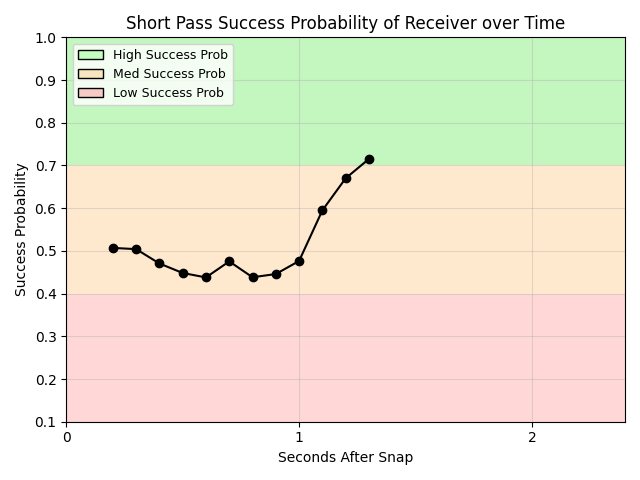 Short Pass Success Probability of Receiver over Time
High Success Prob
Med Success Prob
Low Success Prob
Success Probability
1.0
0.9
0.8
0.7
0.6
0.5
0.4
0.3
0.2
0.1
0
1
2
Seconds After Snap